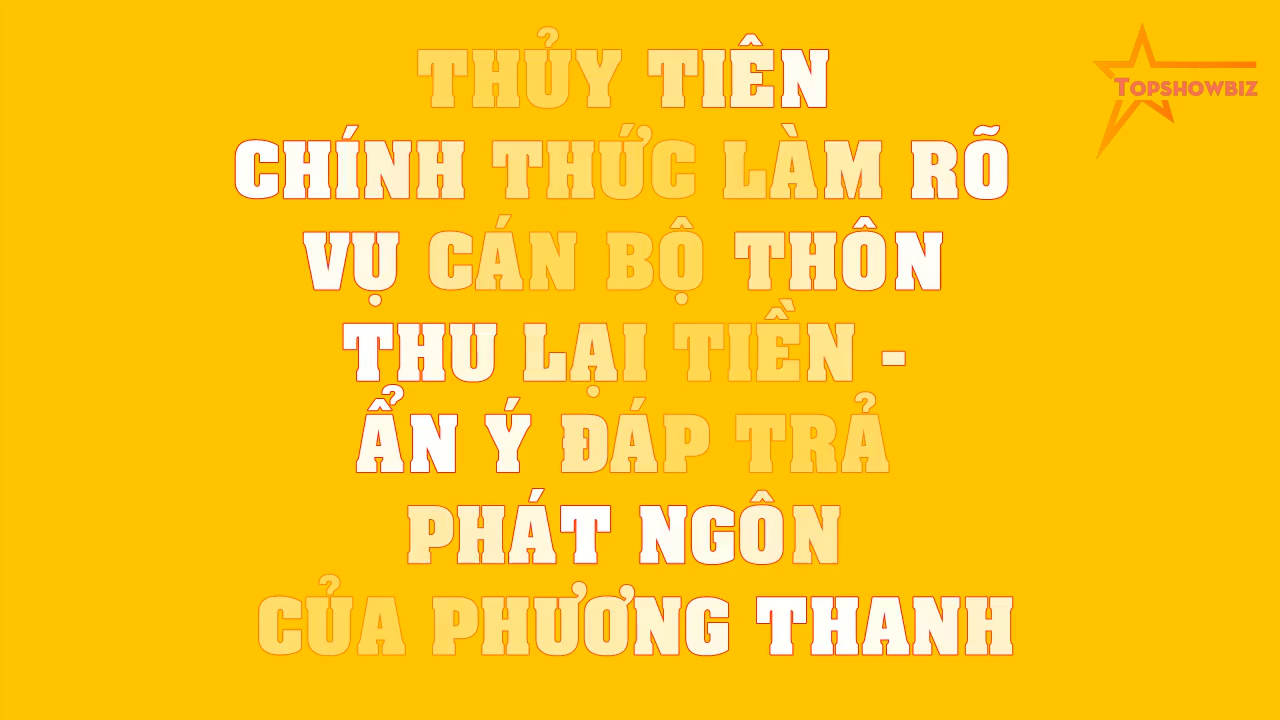 THỦY TIÊN
TOPSHOWBIZ
CHÍNH THỨC LÀM RÕ
VỤ CÁN BỘ THÔN
THU LẠI TIỀN -
ẨN Ý ĐÁP TRẢ
PHÁT NGÔN
CỦA PHƯƠNG THANH